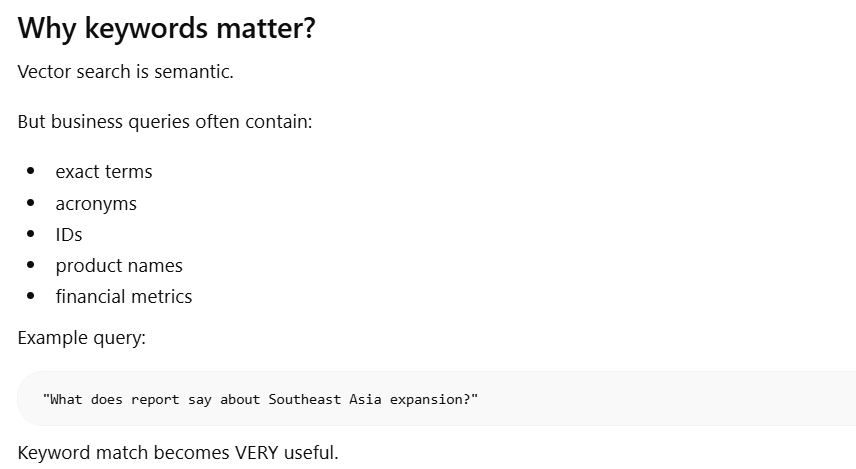 Why keywords matter?
Vector search is semantic.
But business queries often contain:
• exact terms
• acronyms
• IDs
• product names
• financial metrics
Example query:
"What does report say about Southeast Asia expansion?"
Keyword match becomes VERY useful.